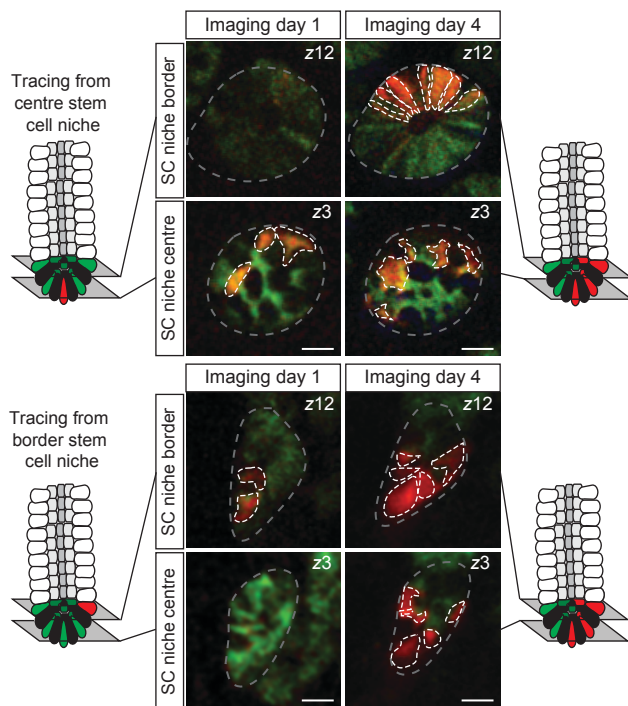 Imaging day 1
Imaging day 4
Tracing from
centre stem
cell niche
SC niche border
z12
z12
SC niche centre
z3
z3
Imaging day 1
Imaging day 4
Tracing from
border stem
cell niche
SC niche border
z12
z12
SC niche centre
z3
z3